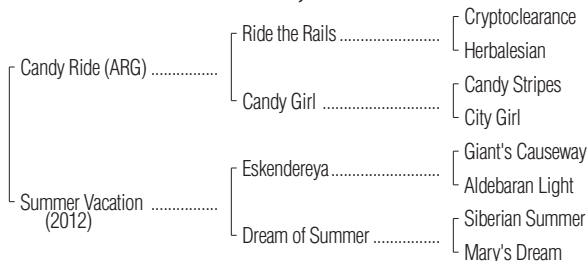 Cryptoclearance
Ride the Rails ..................
Herbalesian
Candy Ride (ARG) ................
Candy Stripes
Candy Girl ........................
City Girl
Giant's Causeway
Eskendereya ......................
Aldebaran Light
Summer Vacation ................
(2012)
Siberian Summer
Dream of Summer ................
Mary's Dream